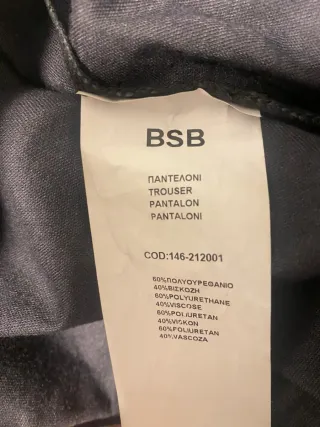 BSB
ΠΑΝΤΕΛΟΝΙ
TROUSER
PANTALON
PANTALONI
COD:146-212001
60%ΠΟΛΥΟΥΡΕΘΑΝΙΟ
40%ΒΙΣΚΟΖΗ
60%POLYURETHANE
40%VISCOSE
60%POLIURETAN
40%VISKON
60%FOLIURETAN
40%VASCOZA